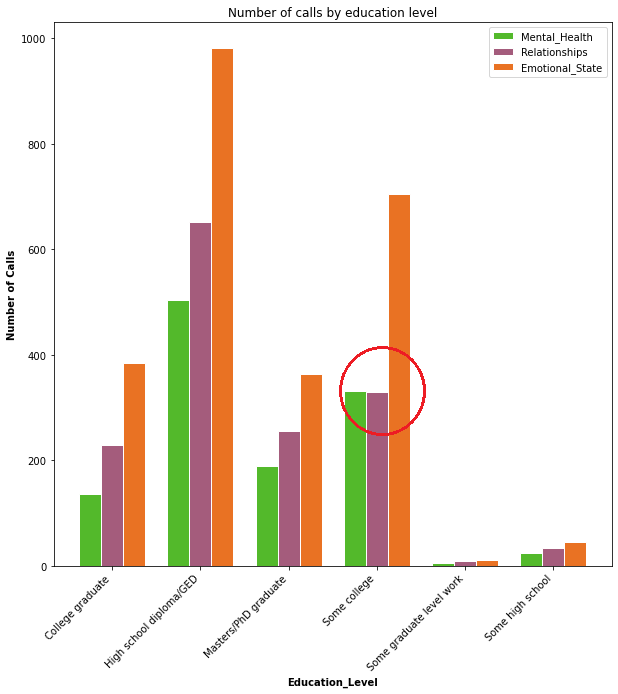 Number of calls by education level
Mental_Health
Relationships
Emotional_State
Number of Calls
1000
800
600
400
200
0
College graduate
High school diploma/GED
Masters/PhD graduate
Some college
Some graduate level work
Some high school
Education_Level